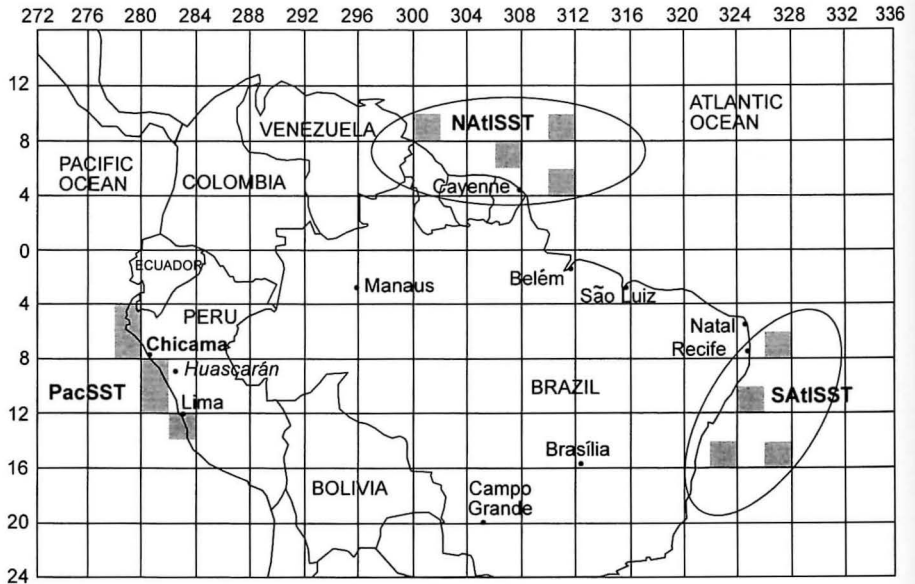 272 276 280 284 288 292 296 300 304 308 312 316 320 324 328 332 336
12
8
4
0
4
8
12
16
20
24
ATLANTIC
OCEAN
NAtlSST
VENEZUELA
PACIFIC
OCEAN
COLOMBIA
Cayenne
ECUADOR
Manaus
Belém
São Luiz
PERU
Natal
Chicama
Recife
Huascarán
PacSST
BRAZIL
SAtlSST
Lima
Brasília
BOLIVIA
Campo
Grande